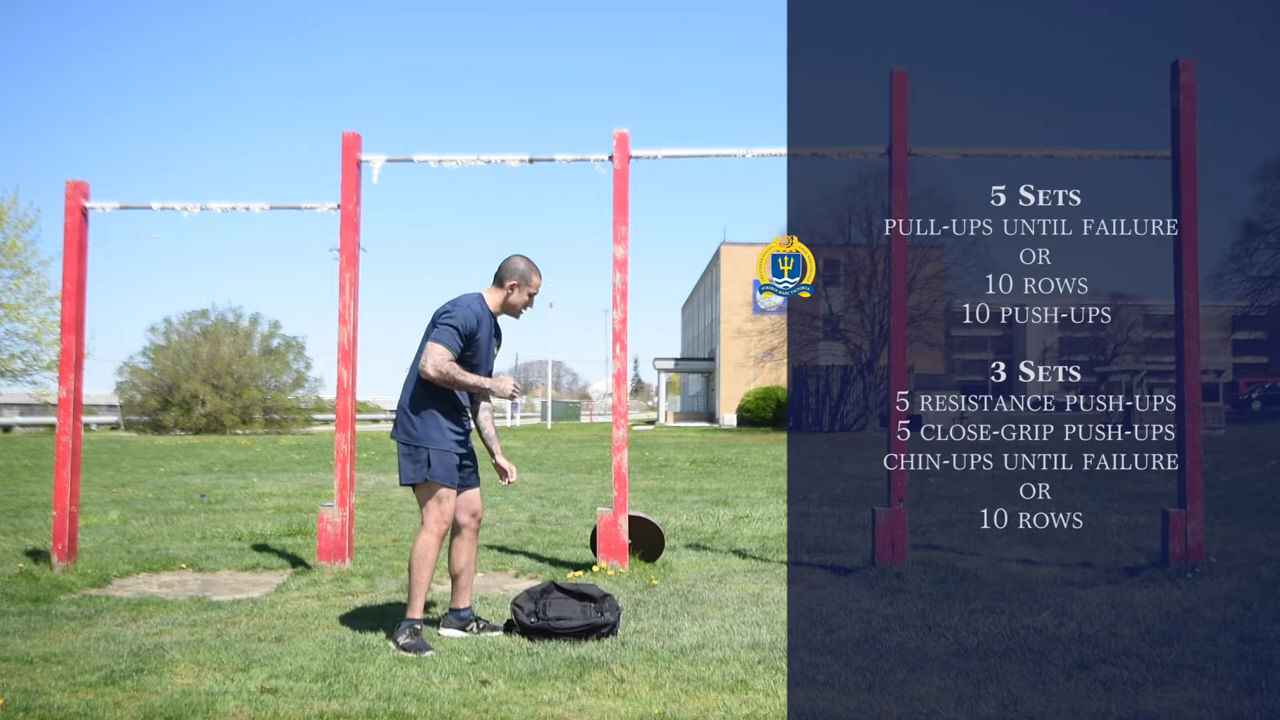 5 Sets
PULL-UPS UNTIL FAILURE
OR
10 ROWS
10 PUSH-UPS
3 Sets
5 RESISTANCE PUSH-UPS
5 CLOSE-GRIP PUSH-UPS
CHIN-UPS UNTIL FAILURE
OR
10 ROWS